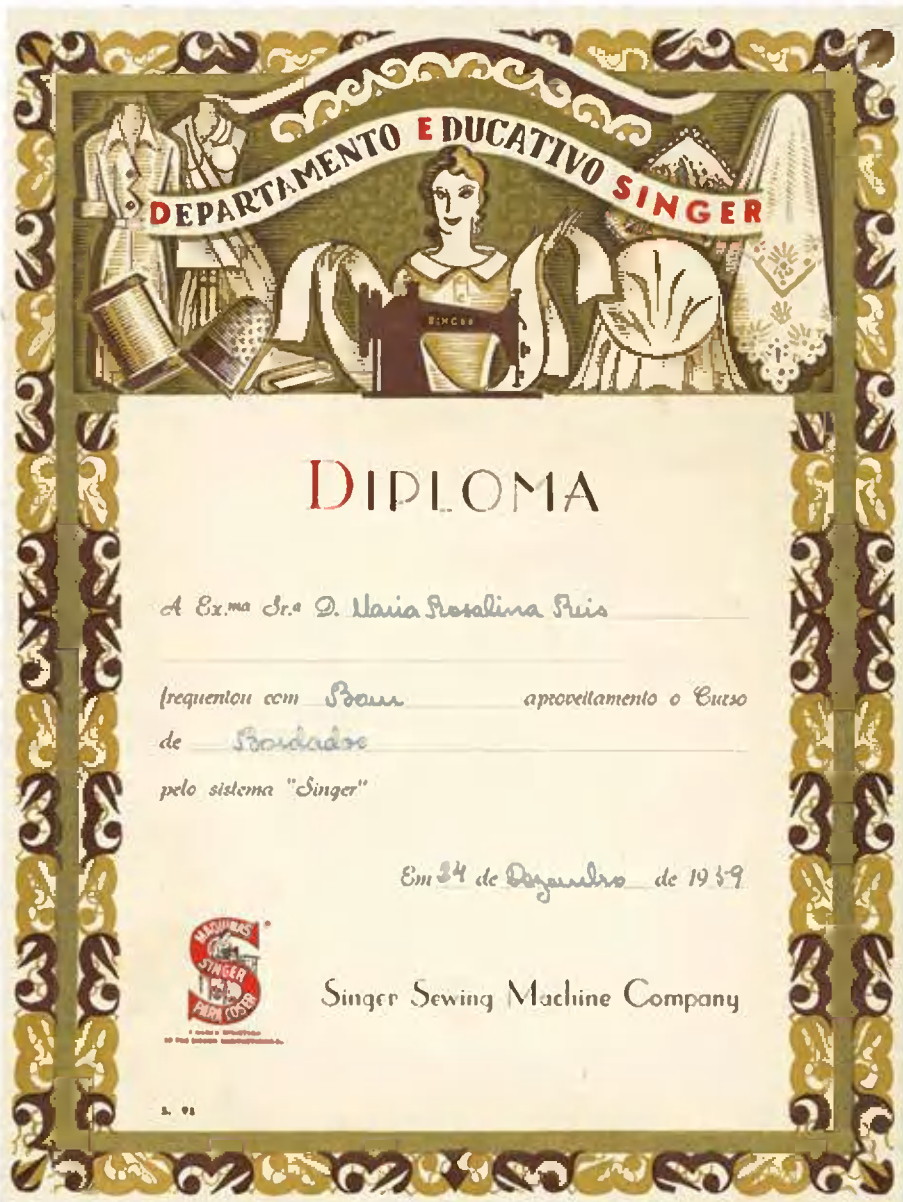 DEPARTAMENTO EDUCATIVO SINGER
SINGER
DIPLOMA
A Ex.ma Sr.a D. Maria Rosalina Reis
frequentou com Bom aproveitamento o Curso
de Bordados
pelo sistema "Singer"
Em 24 de Dezembro de 1959
MAQUINAS
SINGER
PARA COSER
Singer Sewing Machine Company
S. 91